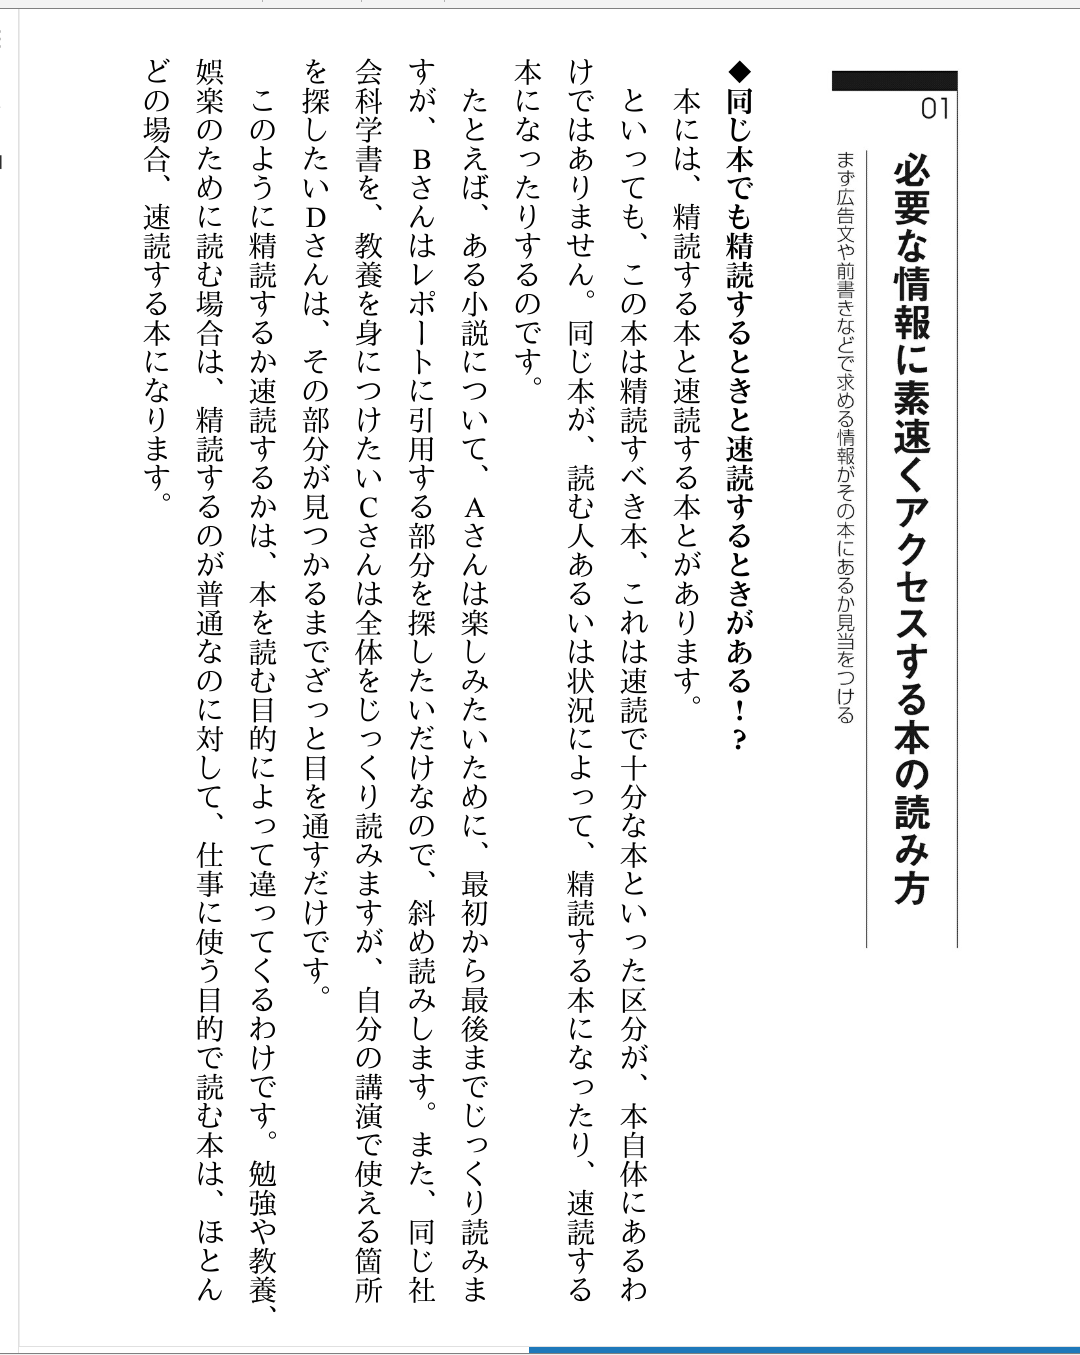 01
必要な情報に素速くアクセスする本の読み方
まず広告文や前書きなどで求める情報がその本にあるか見当をつける
◆同じ本でも精読するときと速読するときがある！？
本には、精読する本と速読する本とがあります。
といっても、この本は精読すべき本、これは速読で十分な本といった区分が、本自体にあるわ
けではありません。同じ本が、読む人あるいは状況によって、精読する本になったり、速読する
本になったりするのです。
たとえば、ある小説について、Aさんは楽しみたいために、最初から最後までじっくり読みま
すが、Bさんはレポートに引用する部分を探したいだけなので、斜め読みします。また、同じ社
会科学書を、教養を身につけたいCさんは全体をじっくり読みますが、自分の講演で使える箇所
を探したいDさんは、その部分が見つかるまでざっと目を通すだけです。
このように精読するか速読するかは、本を読む目的によって違ってくるわけです。勉強や教養、
娯楽のために読む場合は、精読するのが普通なのに対して、仕事に使う目的で読む本は、ほとん
どの場合、速読する本になります。